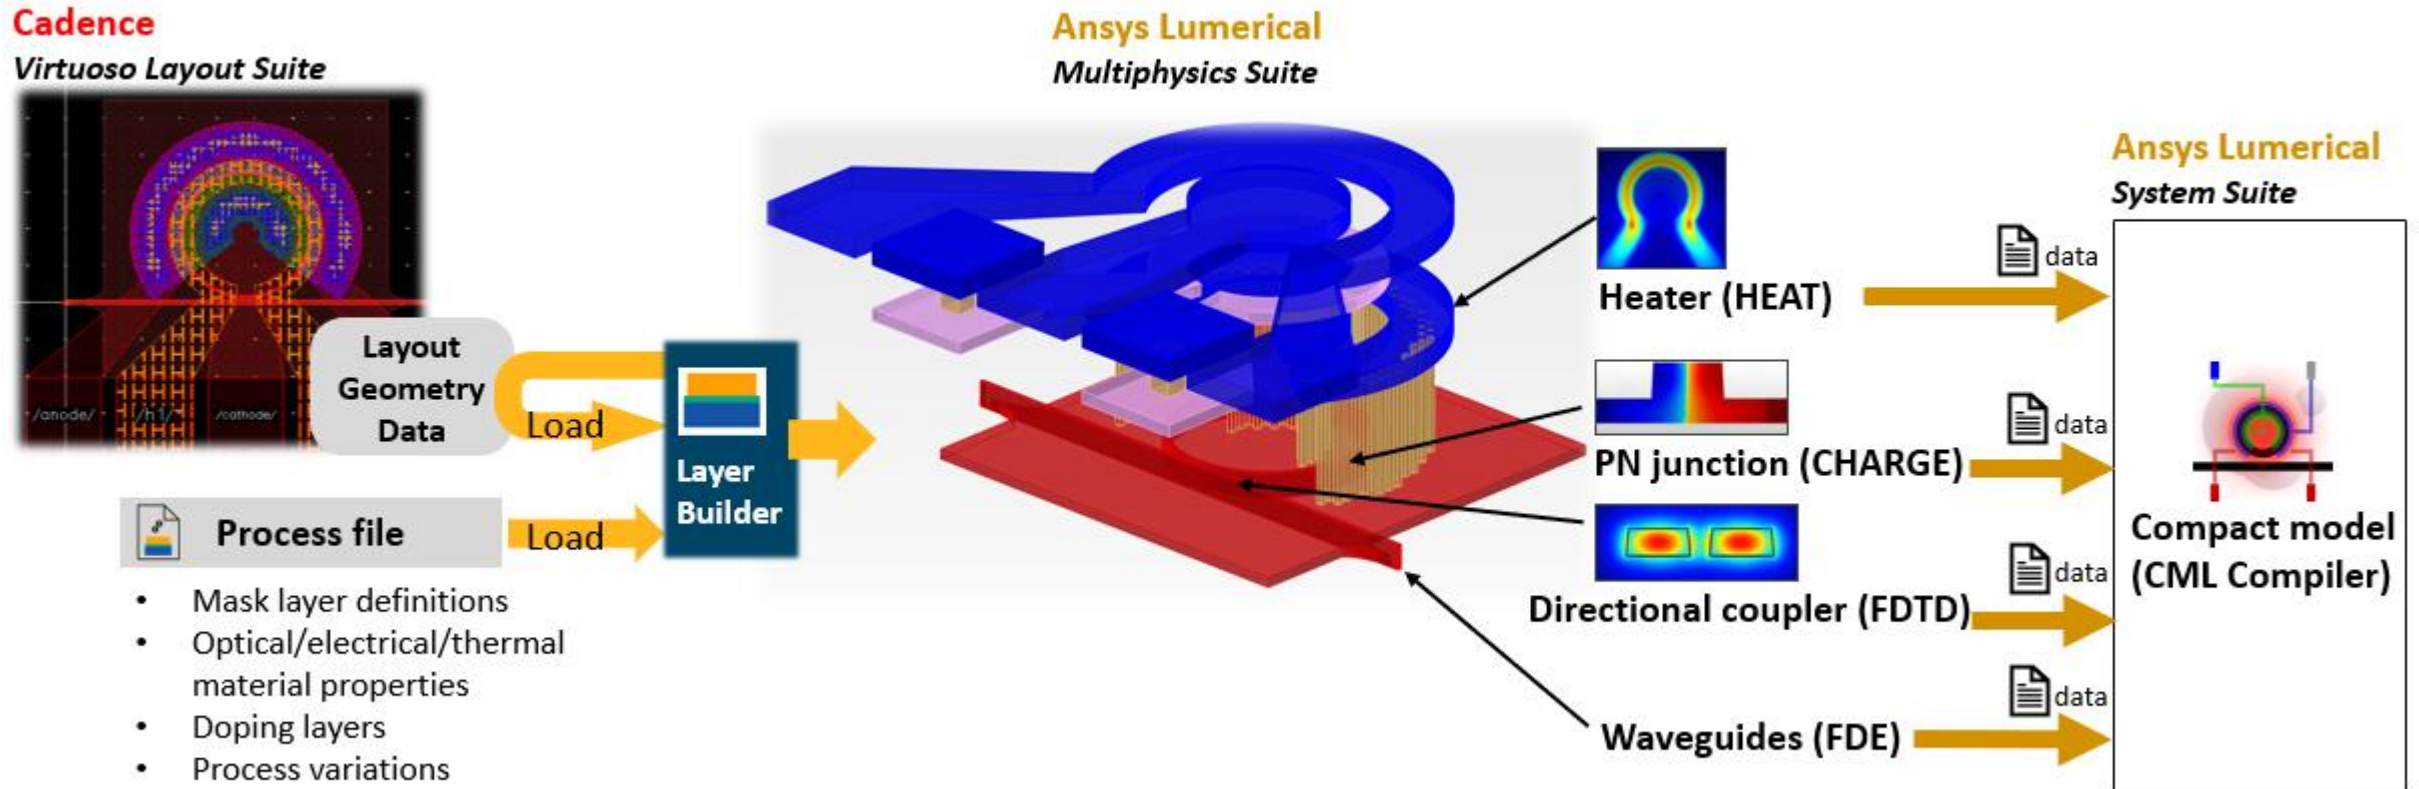 Cadence
Virtuoso Layout Suite
/anode/
/h1/
/cathode/
Layout
Geometry
Data
Load
Process file
Load
• Mask layer definitions
• Optical/electrical/thermal
material properties
• Doping layers
• Process variations
Layer
Builder
Ansys Lumerical
Multiphysics Suite
Heater (HEAT)
data
PN junction (CHARGE)
data
Directional coupler (FDTD)
data
Waveguides (FDE)
data
Ansys Lumerical
System Suite
Compact model
(CML Compiler)